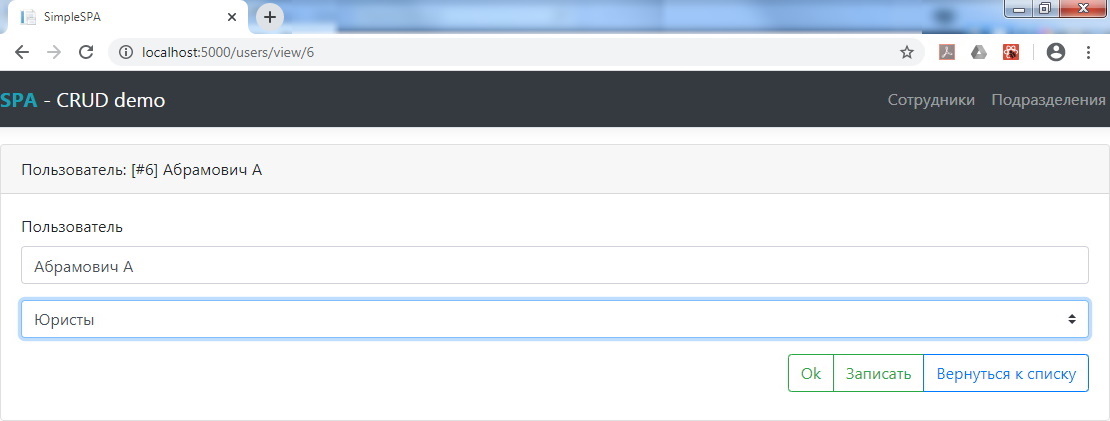 SimpleSPA
localhost:5000/users/view/6
SPA - CRUD demo
Сотрудники Подразделения
Пользователь: [#6] Абрамович А
Пользователь
Абрамович А
Юристы
Ok Записать Вернуться к списку